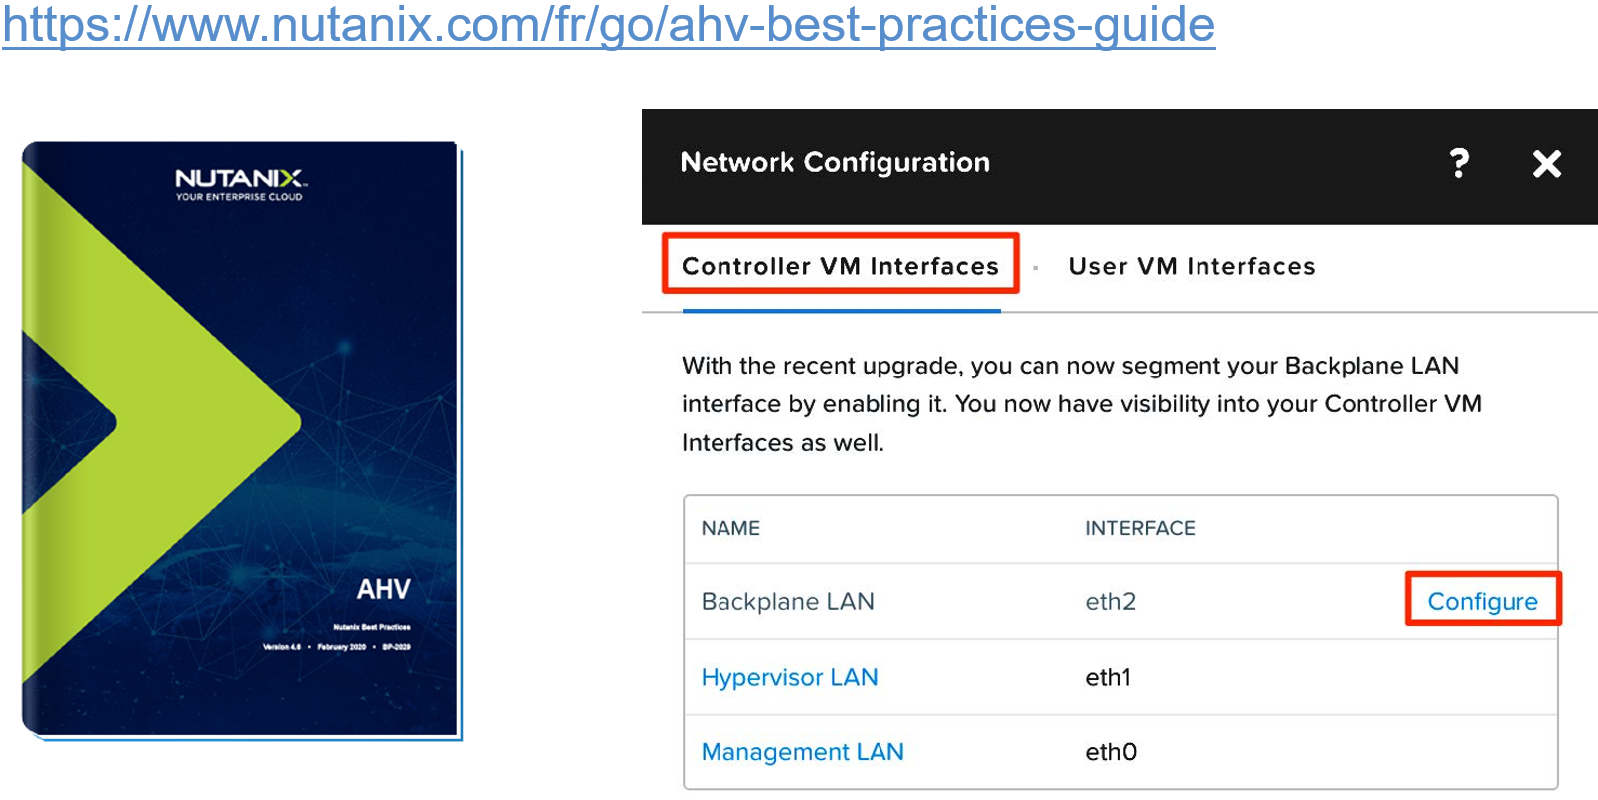 https://www.nutanix.com/fr/go/ahv-best-practices-guide
NUTANIX
YOUR ENTERPRISE CLOUD
AHV
Nutanix Best Practices
Version 4.6 • February 2020 • BP-2029
Network Configuration
? X
Controller VM Interfaces
User VM Interfaces
With the recent upgrade, you can now segment your Backplane LAN
interface by enabling it. You now have visibility into your Controller VM
Interfaces as well.
NAME INTERFACE
Backplane LAN eth2 Configure
Hypervisor LAN eth1
Management LAN eth0